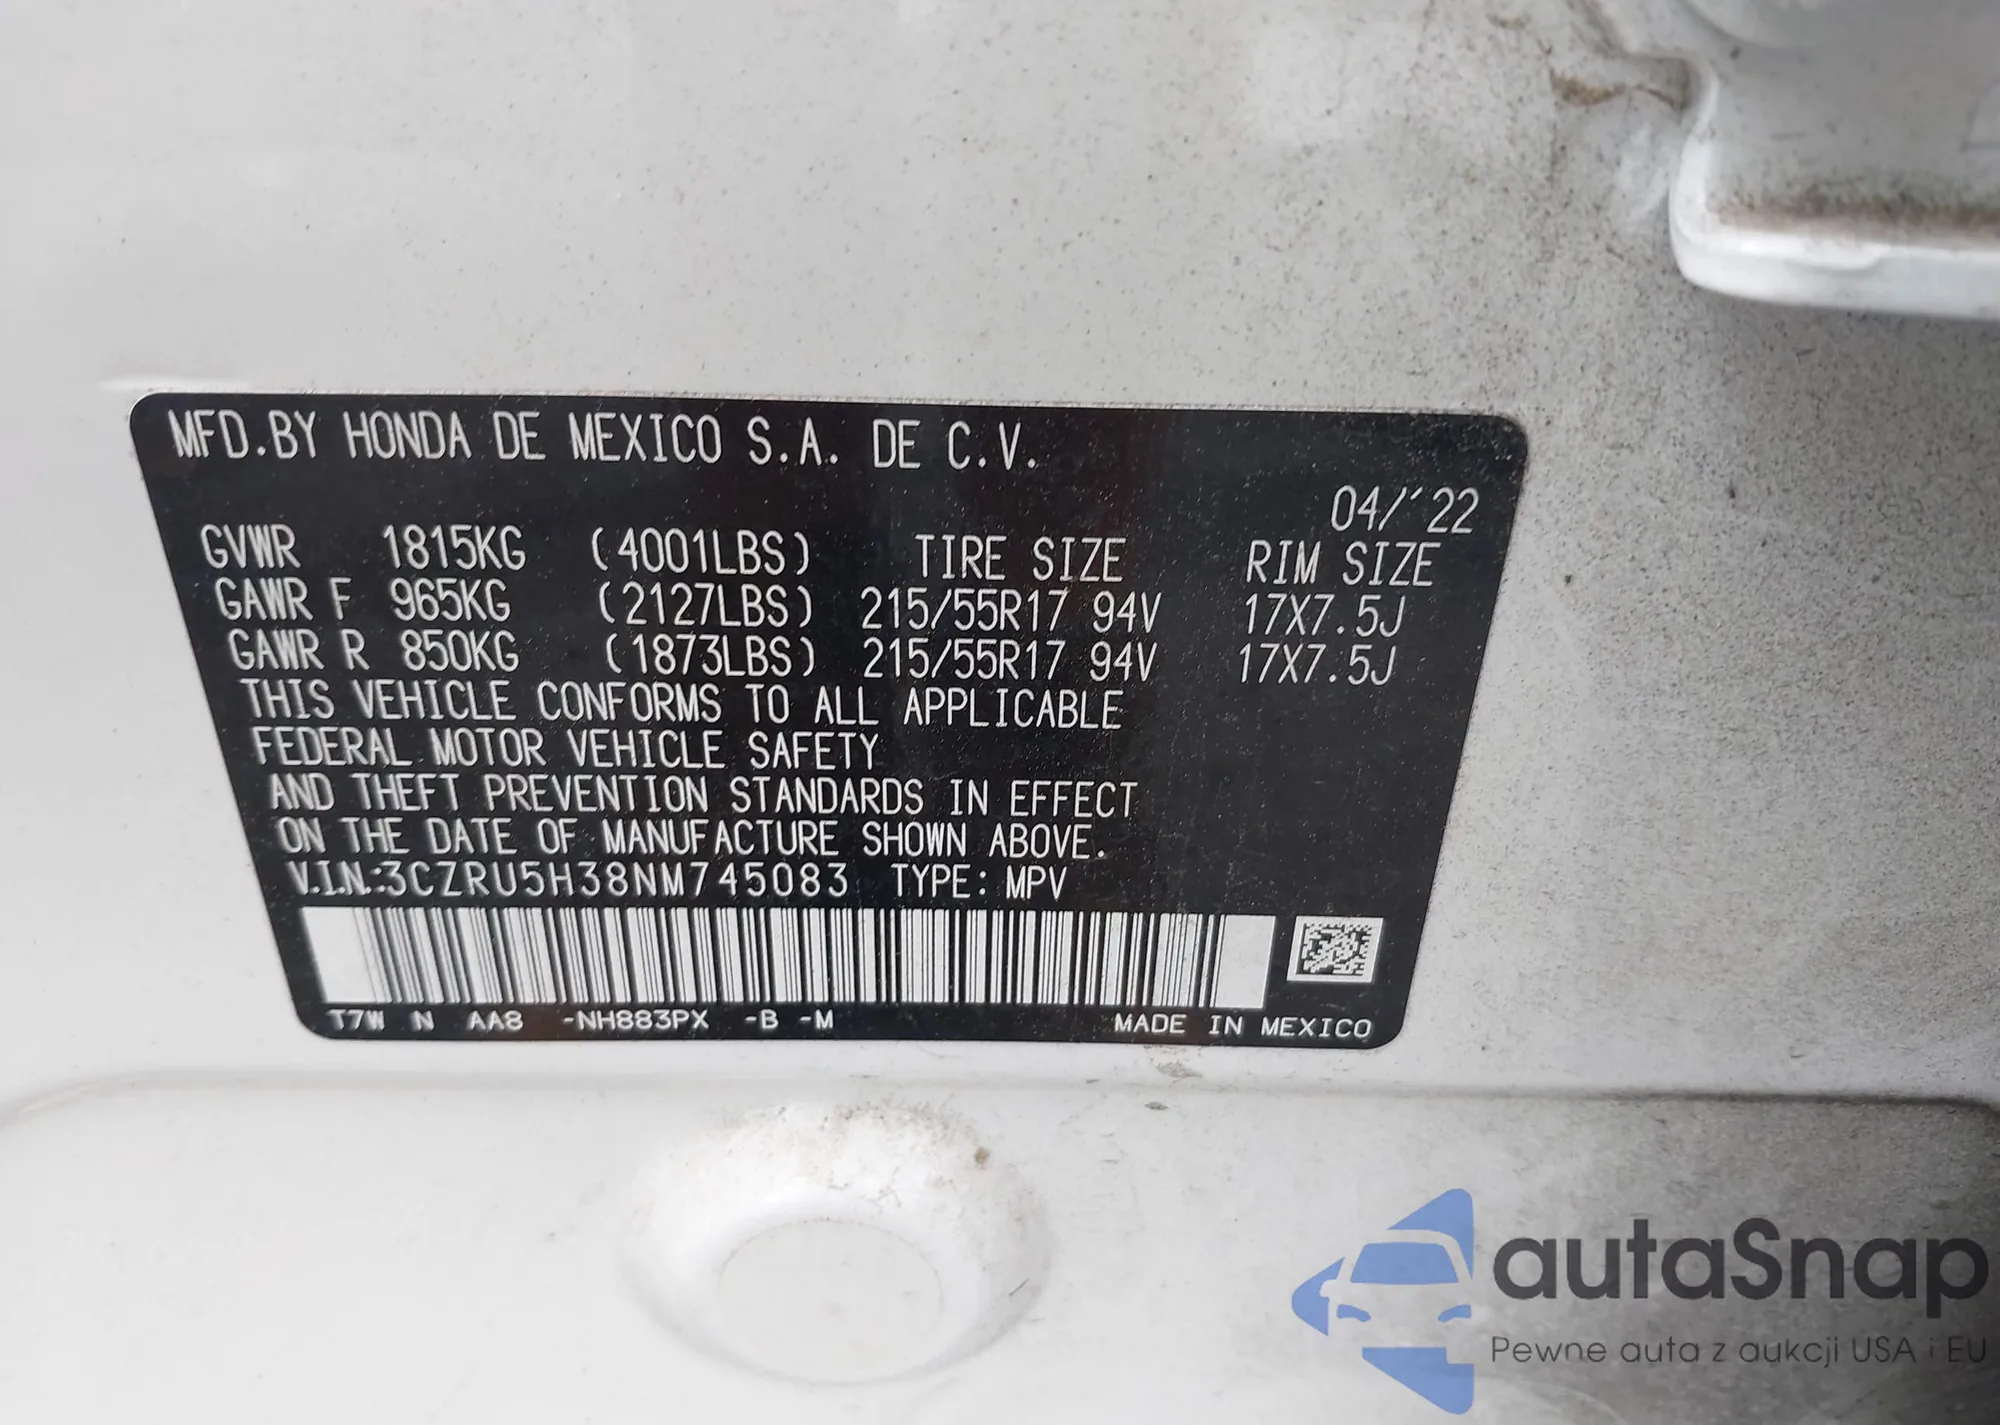 MFD.BY HONDA DE MEXICO S.A. DE C.V.
04/'22
GVWR 1815KG (4001LBS) TIRE SIZE RIM SIZE
GAWR F 965KG (2127LBS) 215/55R17 94V 17X7.5J
GAWR R 850KG (1873LBS) 215/55R17 94V 17X7.5J
THIS VEHICLE CONFORMS TO ALL APPLICABLE
FEDERAL MOTOR VEHICLE SAFETY
AND THEFT PREVENTION STANDARDS IN EFFECT
ON THE DATE OF MANUFACTURE SHOWN ABOVE.
V.I.N.:3CZRU5H38NM745083 TYPE: MPV
T7W N AA8 -NH883PX -B -M MADE IN MEXICO
autaSnap
Pewne auta z aukcji USA i EU